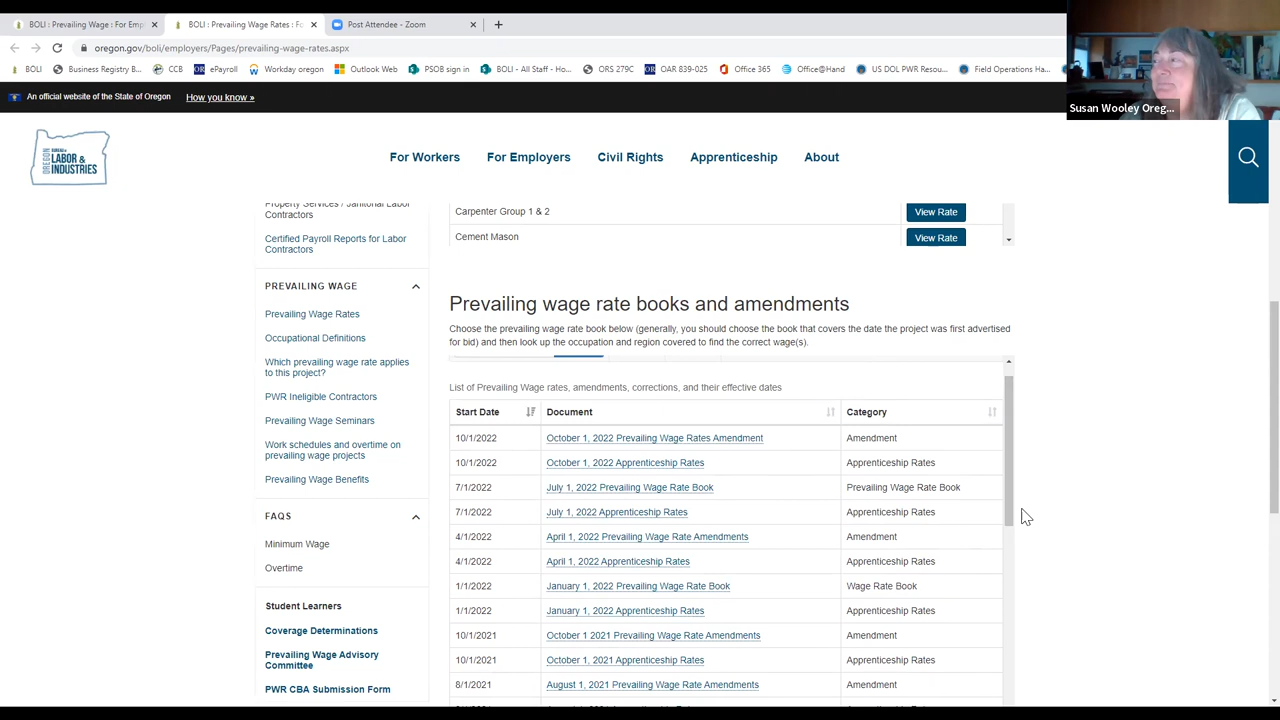 BOLI : Prevailing Wage : For Emp
BOLI : Prevailing Wage Rates : Fo
Post Attendee - Zoom
oregon.gov/boli/employers/Pages/prevailing-wage-rates.aspx
BOLI
Business Registry B...
CCB
ePayroll
Workday oregon
Outlook Web
PSOB sign in
BOLI - All Staff - Ho...
ORS 279C
OAR 839-025
Office 365
Office@Hand
US DOL PWR Resou...
Field Operations Ha...
An official website of the State of Oregon
How you know »
Susan Wooley Oreg...
OREGON BUREAU OF
LABOR &
INDUSTRIES
For Workers
For Employers
Civil Rights
Apprenticeship
About
Property Services / Janitorial Labor
Contractors
Certified Payroll Reports for Labor
Contractors
PREVAILING WAGE
Prevailing Wage Rates
Occupational Definitions
Which prevailing wage rate applies
to this project?
PWR Ineligible Contractors
Prevailing Wage Seminars
Work schedules and overtime on
prevailing wage projects
Prevailing Wage Benefits
FAQS
Minimum Wage
Overtime
Student Learners
Coverage Determinations
Prevailing Wage Advisory
Committee
PWR CBA Submission Form
Carpenter Group 1 & 2 View Rate
Cement Mason View Rate
Prevailing wage rate books and amendments
Choose the prevailing wage rate book below (generally, you should choose the book that covers the date the project was first advertised
for bid) and then look up the occupation and region covered to find the correct wage(s).
List of Prevailing Wage rates, amendments, corrections, and their effective dates
Start Date Document Category
10/1/2022 October 1, 2022 Prevailing Wage Rates Amendment Amendment
10/1/2022 October 1, 2022 Apprenticeship Rates Apprenticeship Rates
7/1/2022 July 1, 2022 Prevailing Wage Rate Book Prevailing Wage Rate Book
7/1/2022 July 1, 2022 Apprenticeship Rates Apprenticeship Rates
4/1/2022 April 1, 2022 Prevailing Wage Rate Amendments Amendment
4/1/2022 April 1, 2022 Apprenticeship Rates Apprenticeship Rates
1/1/2022 January 1, 2022 Prevailing Wage Rate Book Wage Rate Book
1/1/2022 January 1, 2022 Apprenticeship Rates Apprenticeship Rates
10/1/2021 October 1 2021 Prevailing Wage Rate Amendments Amendment
10/1/2021 October 1, 2021 Apprenticeship Rates Apprenticeship Rates
8/1/2021 August 1, 2021 Prevailing Wage Rate Amendments Amendment